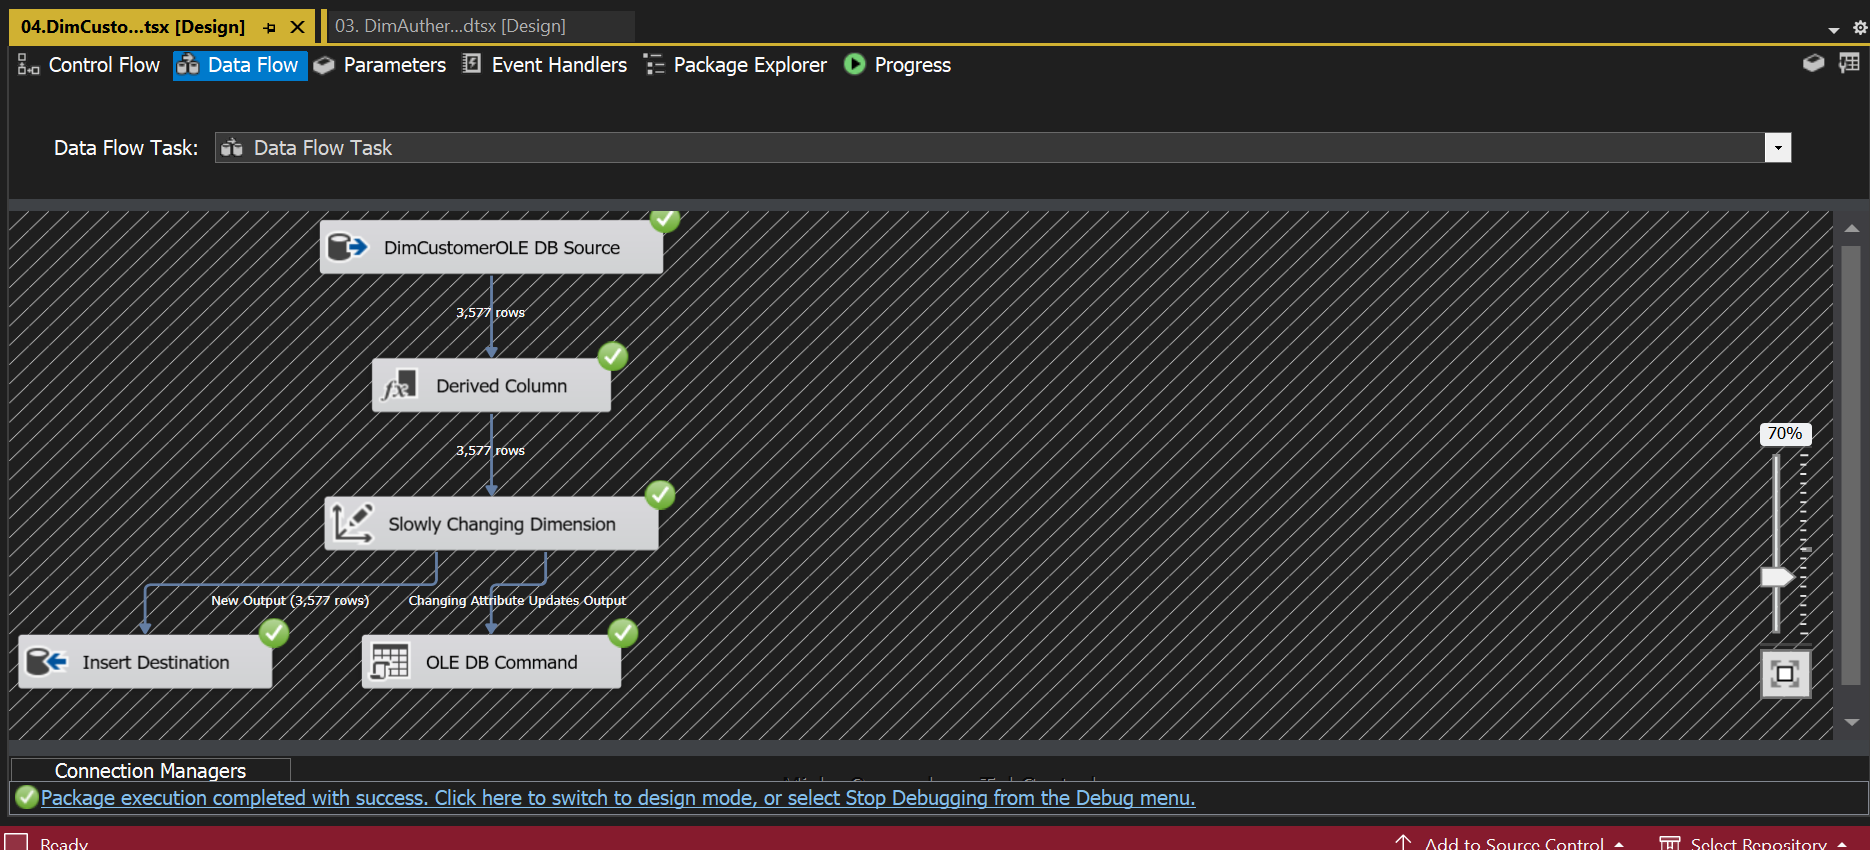 04.DimCusto...tsx [Design]
03. DimAuther...dtsx [Design]
Control Flow
Data Flow
Parameters
Event Handlers
Package Explorer
Progress
Data Flow Task:
Data Flow Task
DimCustomerOLE DB Source
3,577 rows
Derived Column
3,577 rows
Slowly Changing Dimension
New Output (3,577 rows)
Changing Attribute Updates Output
Insert Destination
OLE DB Command
70%
Connection Managers
Package execution completed with success. Click here to switch to design mode, or select Stop Debugging from the Debug menu.
Ready
Add to Source Control
Select Repository